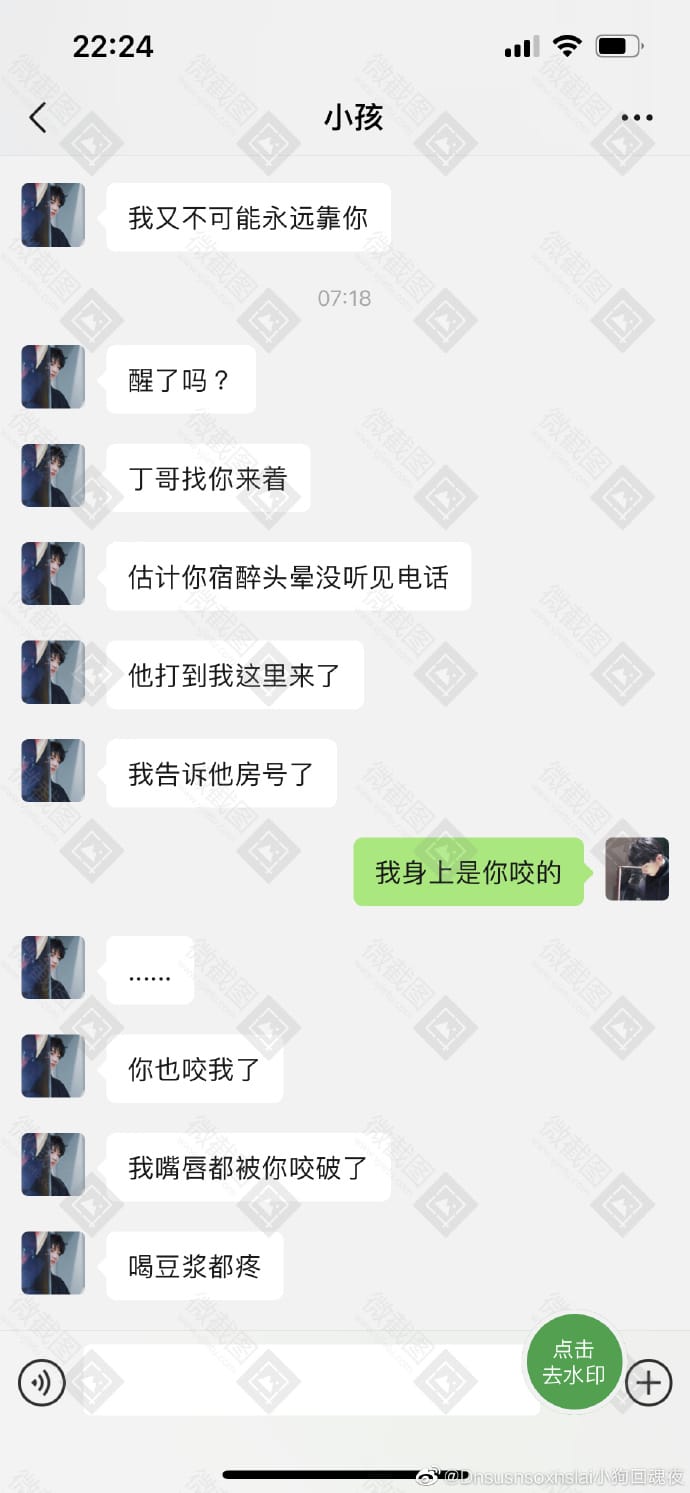 22:24
小孩
我又不可能永远靠你
07:18
醒了吗？
丁哥找你来着
估计你宿醉头晕没听见电话
他打到我这里来了
我告诉他房号了
我身上是你咬的
......
你也咬我了
我嘴唇都被你咬破了
喝豆浆都疼
点击
去水印
@Dnsusnsoxnslai小狗回魂夜
微截图